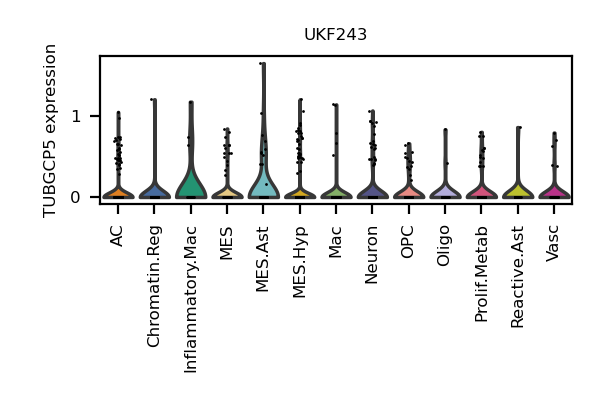 UKF243
TUBGCP5 expression
1
0
AC
Chromatin.Reg
Inflammatory.Mac
MES
MES.Ast
MES.Hyp
Mac
Neuron
OPC
Oligo
Prolif.Metab
Reactive.Ast
Vasc